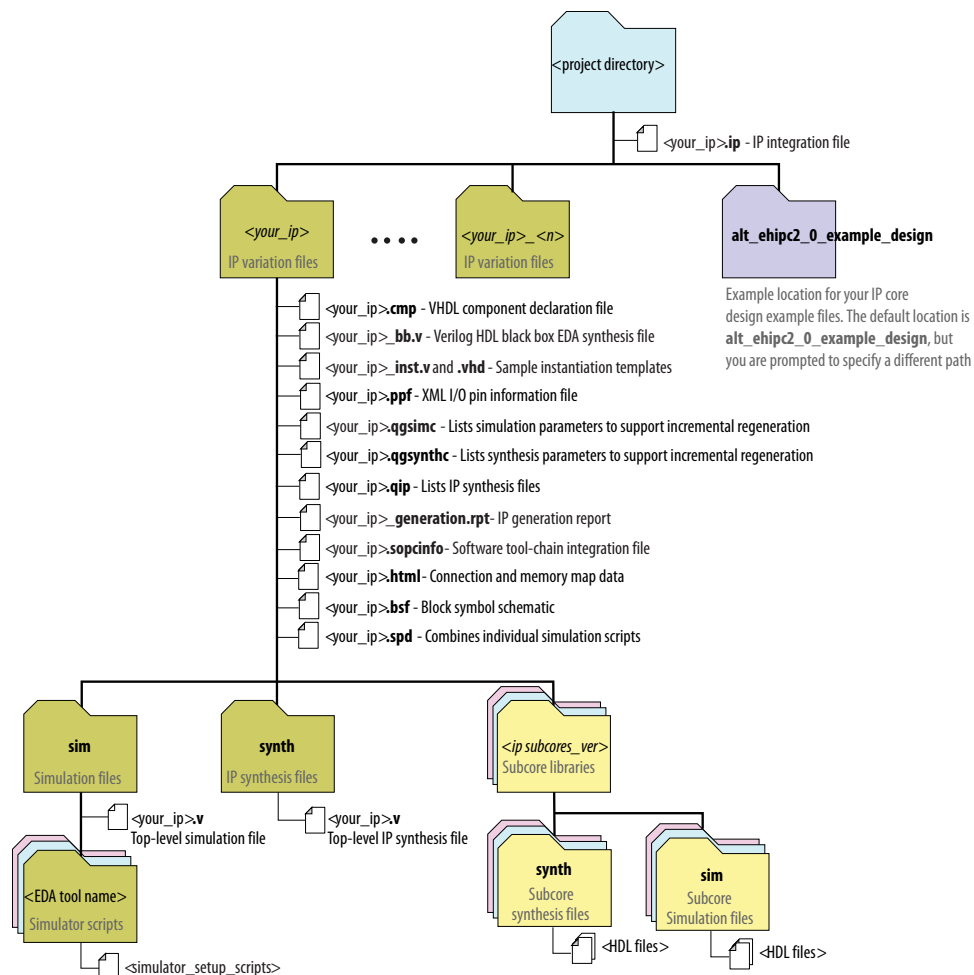 <project directory>
<your_ip>.ip - IP integration file
<your_ip>
IP variation files
<your_ip>_<n>
IP variation files
alt_ehipc2_0_example_design
Example location for your IP core
design example files. The default location is
alt_ehipc2_0_example_design, but
you are prompted to specify a different path
<your_ip>.cmp - VHDL component declaration file
<your_ip>_bb.v - Verilog HDL black box EDA synthesis file
<your_ip>_inst.v and .vhd - Sample instantiation templates
<your_ip>.ppf - XML I/O pin information file
<your_ip>.qgsimc - Lists simulation parameters to support incremental regeneration
<your_ip>.qgsynthc - Lists synthesis parameters to support incremental regeneration
<your_ip>.qip - Lists IP synthesis files
<your_ip>_generation.rpt- IP generation report
<your_ip>.sopcinfo- Software tool-chain integration file
<your_ip>.html- Connection and memory map data
<your_ip>.bsf - Block symbol schematic
<your_ip>.spd - Combines individual simulation scripts
sim
Simulation files
<your_ip>.v
Top-level simulation file
<EDA tool name>
Simulator scripts
<simulator_setup_scripts>
synth
IP synthesis files
<your_ip>.v
Top-level IP synthesis file
<ip subcores_ver>
Subcore libraries
synth
Subcore
synthesis files
<HDL files>
sim
Subcore
Simulation files
<HDL files>